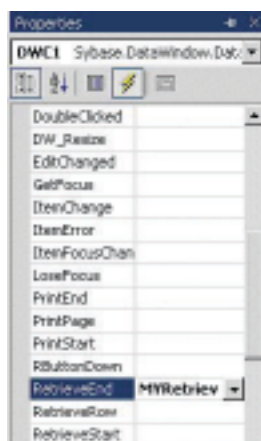 Properties
DWC1 Sybase.DataWindow.Dat
DoubleClicked
DW_Resize
EditChanged
GetFocus
ItemChange
ItemError
ItemFocusChan
LoseFocus
PrintEnd
PrintPage
PrintStart
RButtonDown
RetrieveEnd MYRetriev
RetrieveRow
RetrieveStart